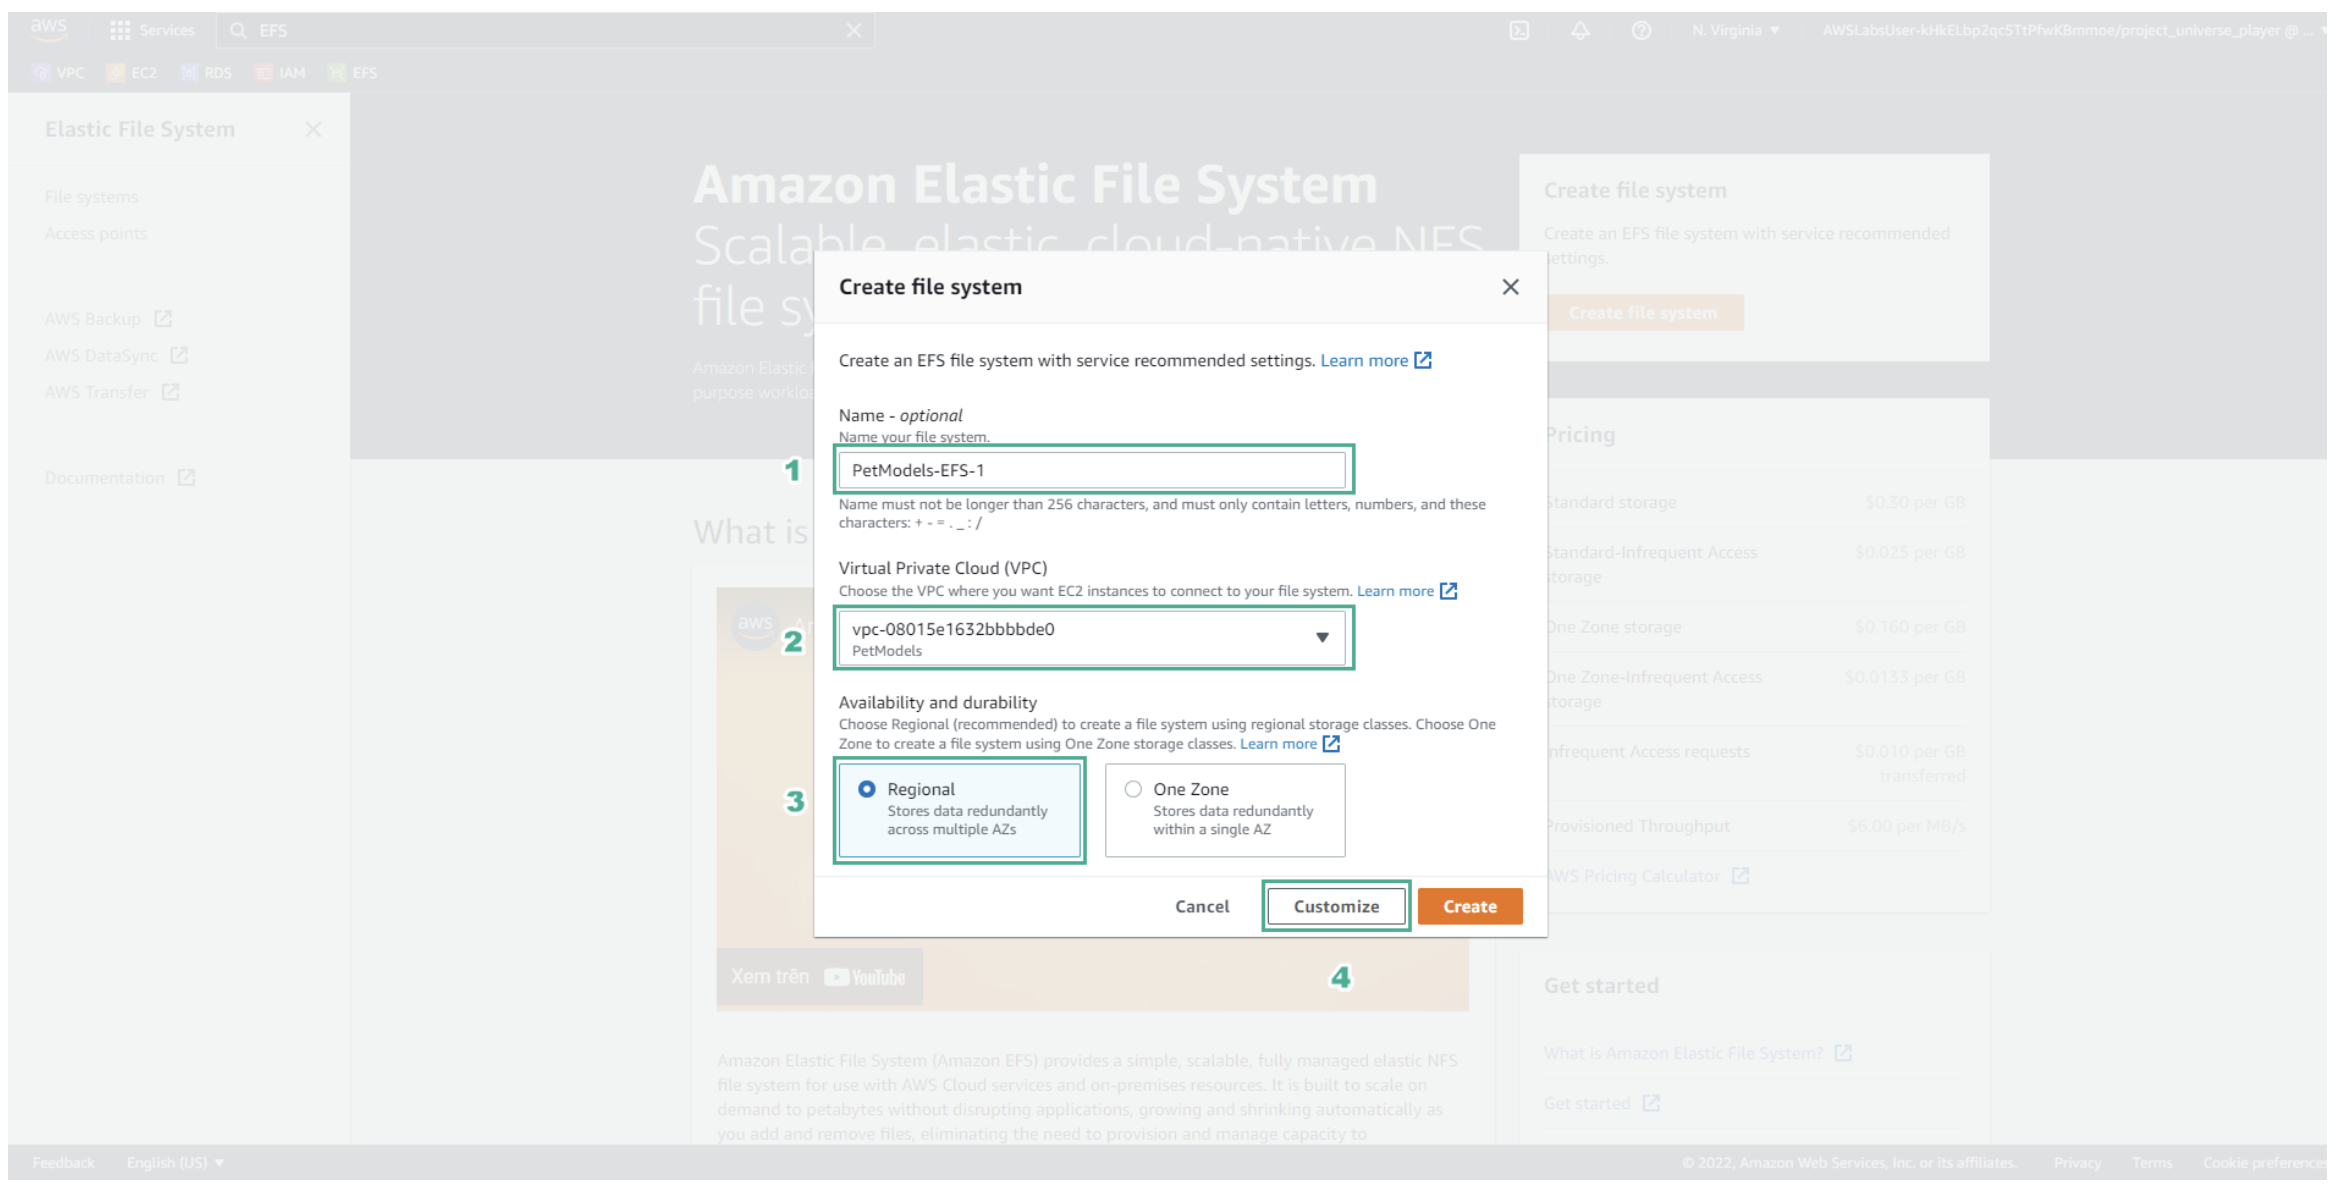 aws
Services
EFS
N. Virginia
AWSLabsUser-kHkELbp2qc5TtPfwKBmmoe/project_universe_player @ ...
VPC
EC2
RDS
IAM
EFS
Elastic File System
File systems
Access points
AWS Backup
AWS DataSync
AWS Transfer
Documentation
Amazon Elastic File System
Scalable, elastic, cloud-native NFS
file sy
Amazon Elastic
purpose workloa
Create file system
Create an EFS file system with service recommended
settings.
Create file system
Create file system
Create an EFS file system with service recommended settings. Learn more
Name - optional
Name your file system.
1
PetModels-EFS-1
Name must not be longer than 256 characters, and must only contain letters, numbers, and these
characters: + - = . _ : /
Virtual Private Cloud (VPC)
Choose the VPC where you want EC2 instances to connect to your file system. Learn more
2
vpc-08015e1632bbbbde0
PetModels
Availability and durability
Choose Regional (recommended) to create a file system using regional storage classes. Choose One
Zone to create a file system using One Zone storage classes. Learn more
3
Regional
Stores data redundantly
across multiple AZs
One Zone
Stores data redundantly
within a single AZ
Cancel
Customize
Create
4
Pricing
Standard storage
$0.30 per GB
Standard-Infrequent Access
storage
$0.025 per GB
One Zone storage
$0.160 per GB
One Zone-Infrequent Access
storage
$0.0133 per GB
Infrequent Access requests
$0.010 per GB
transferred
Provisioned Throughput
$6.00 per MB/s
AWS Pricing Calculator
What is
aws
Xem trên YouTube
Amazon Elastic File System (Amazon EFS) provides a simple, scalable, fully managed elastic NFS
file system for use with AWS Cloud services and on-premises resources. It is built to scale on
demand to petabytes without disrupting applications, growing and shrinking automatically as
you add and remove files, eliminating the need to provision and manage capacity to
Get started
What is Amazon Elastic File System?
Get started
Feedback
English (US)
© 2022, Amazon Web Services, Inc. or its affiliates.
Privacy
Terms
Cookie preferences